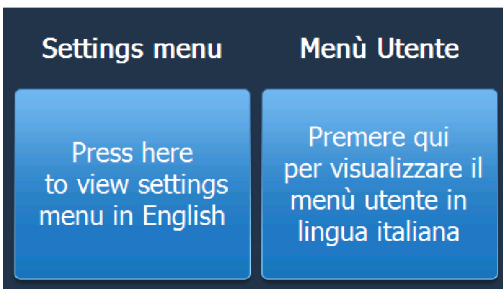 Settings menu
Press here
to view settings
menu in English
Menù Utente
Premere qui
per visualizzare il
menù utente in
lingua italiana